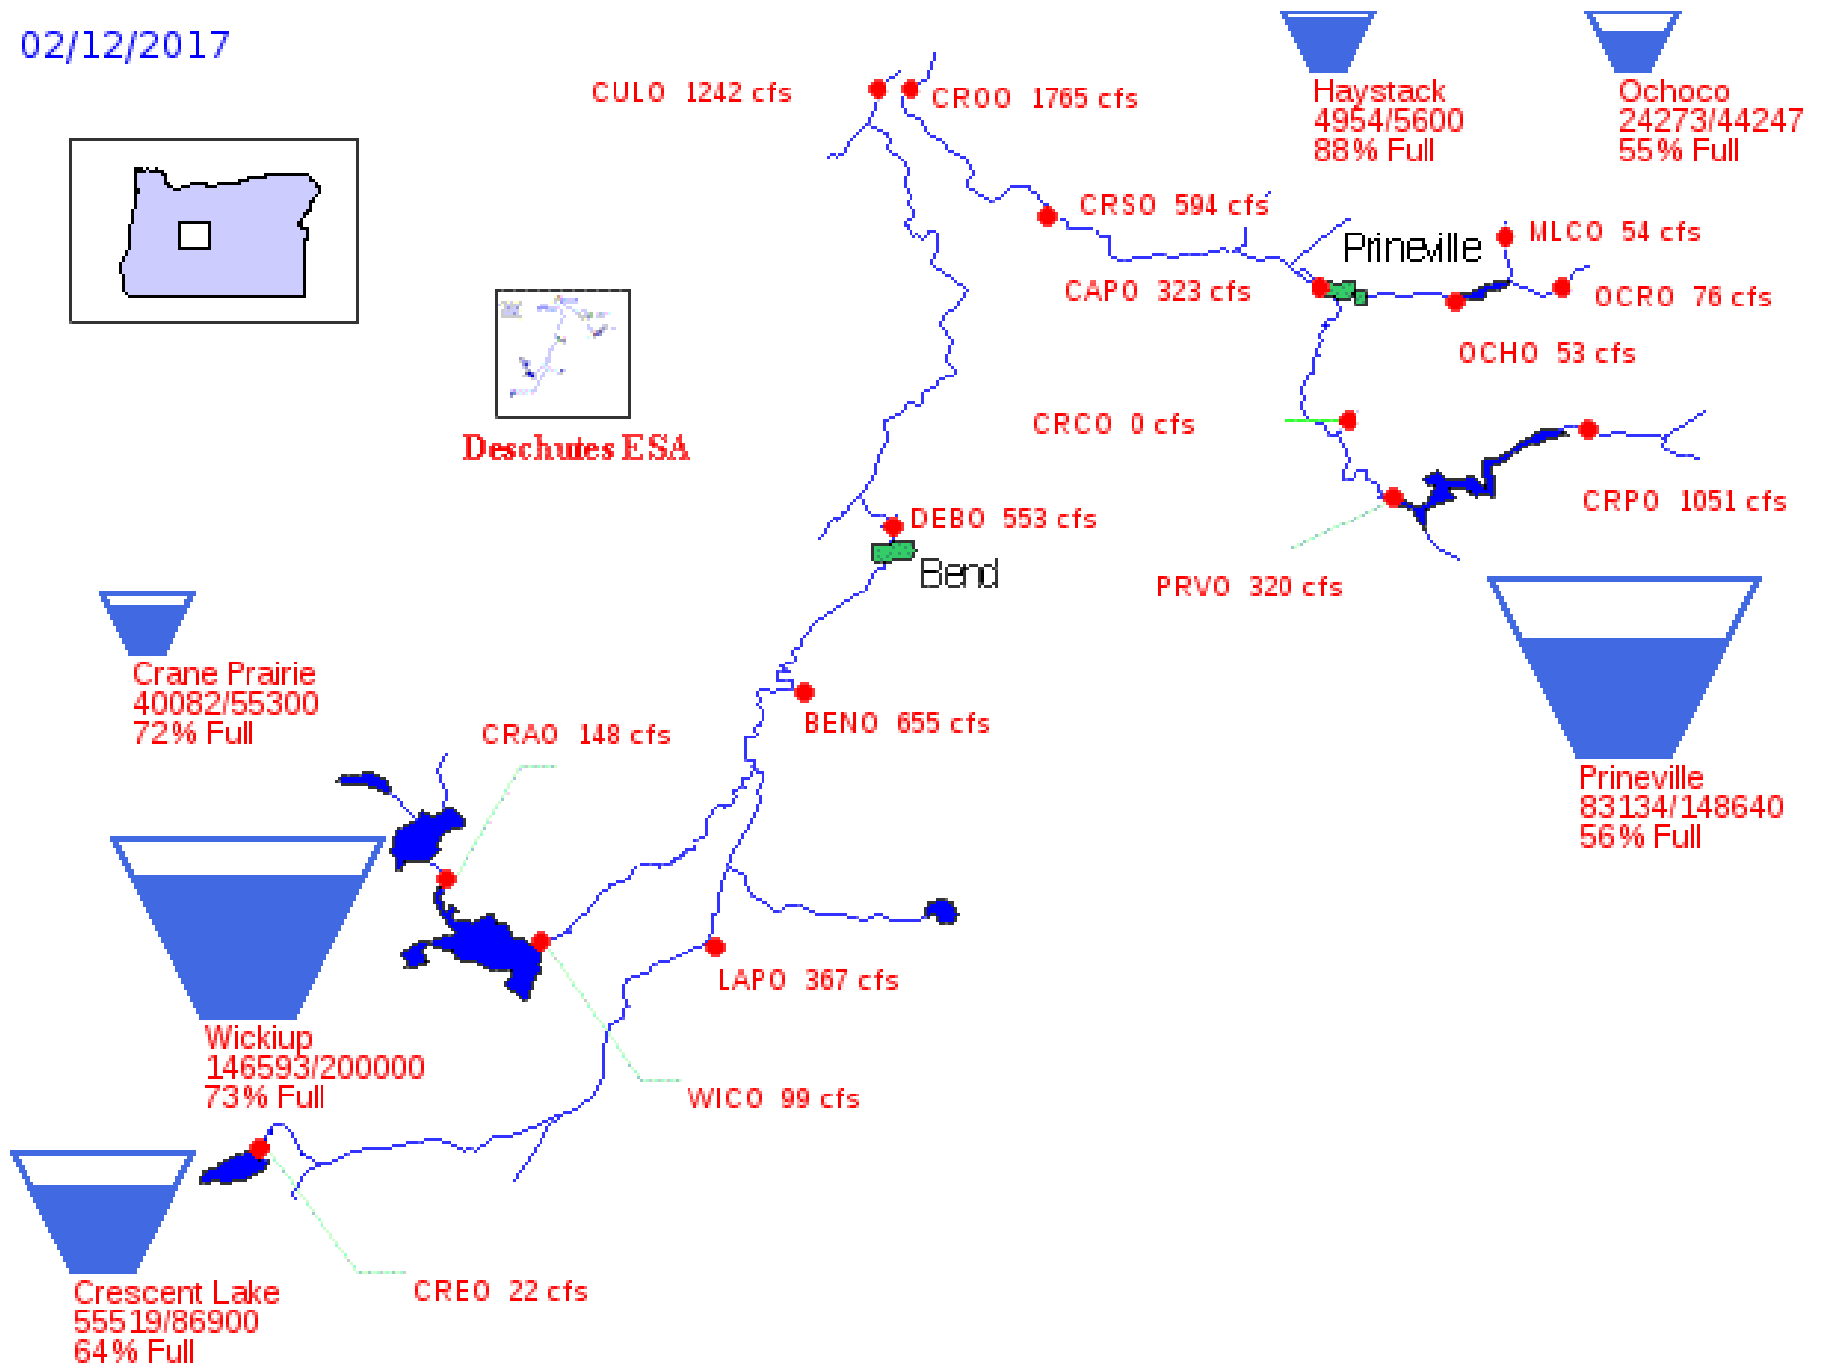 02/12/2017
CULO 1242 cfs
CROO 1765 cfs
Haystack
4954/5600
88% Full
Ochoco
24273/44247
55% Full
CRSO 594 cfs
Prineville
MLCO 54 cfs
CAPO 323 cfs
OCRO 76 cfs
OCHO 53 cfs
Deschutes ESA
CRCO 0 cfs
CRPO 1051 cfs
DEBO 553 cfs
Bend
PRVO 320 cfs
Crane Prairie
40082/55300
72% Full
CRAO 148 cfs
BENO 655 cfs
Prineville
83134/148640
56% Full
LAPO 367 cfs
Wickiup
146593/200000
73% Full
WICO 99 cfs
Crescent Lake
55519/86900
64% Full
CREO 22 cfs